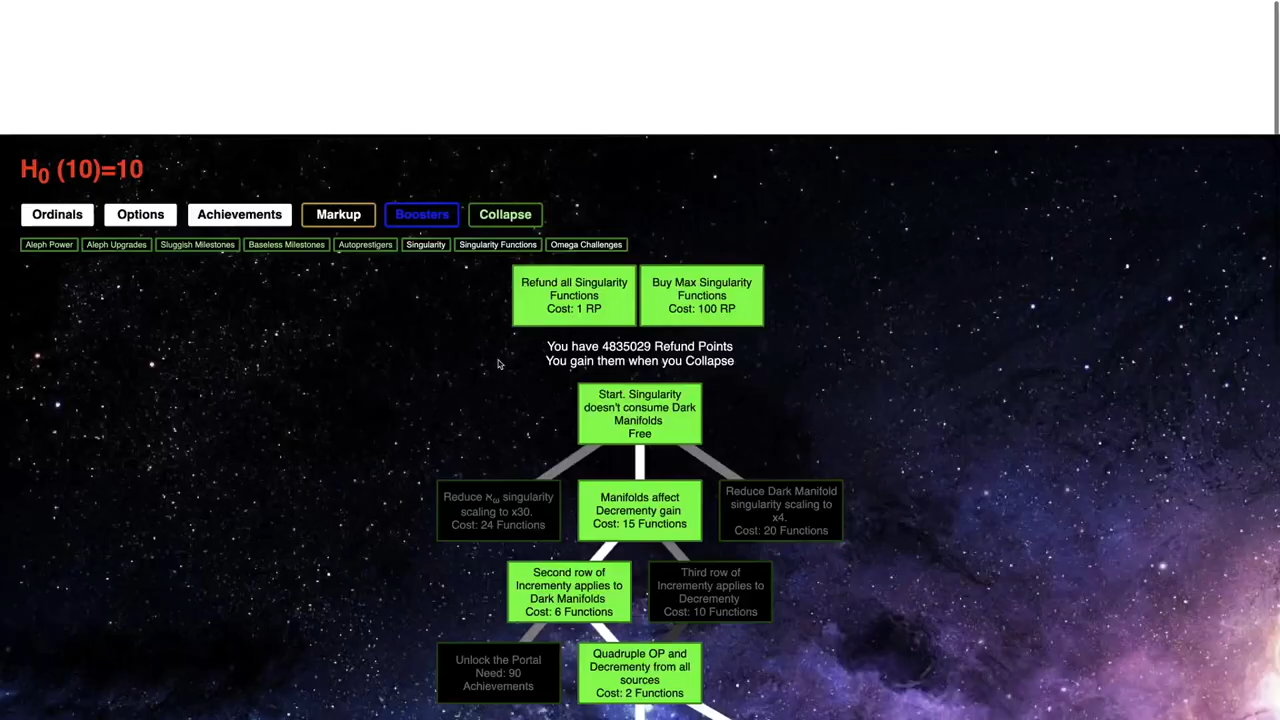 H0 (10)=10
Ordinals Options Achievements Markup Boosters Collapse
Aleph Power Aleph Upgrades Sluggish Milestones Baseless Milestones Autoprestigers Singularity Singularity Functions Omega Challenges
Refund all Singularity
Functions
Cost: 1 RP
Buy Max Singularity
Functions
Cost: 100 RP
You have 4835029 Refund Points
You gain them when you Collapse
Start. Singularity
doesn't consume Dark
Manifolds
Free
Reduce ℵω singularity
scaling to x30.
Cost: 24 Functions
Manifolds affect
Decrementy gain
Cost: 15 Functions
Reduce Dark Manifold
singularity scaling to
x4.
Cost: 20 Functions
Second row of
Incrementy applies to
Dark Manifolds
Cost: 6 Functions
Third row of
Incrementy applies to
Decrementy
Cost: 10 Functions
Unlock the Portal
Need: 90
Achievements
Quadruple OP and
Decrementy from all
sources
Cost: 2 Functions